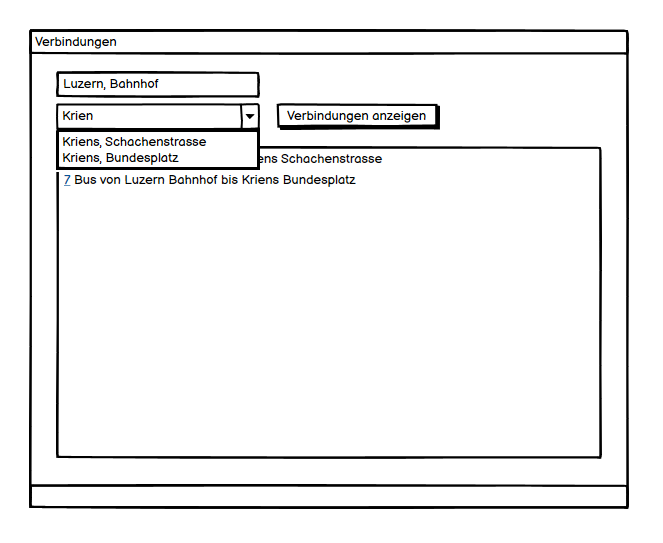 Verbindungen
Luzern, Bahnhof
Krien
Verbindungen anzeigen
Kriens, Schachenstrasse
Kriens, Bundesplatz
ens Schachenstrasse
7 Bus von Luzern Bahnhof bis Kriens Bundesplatz